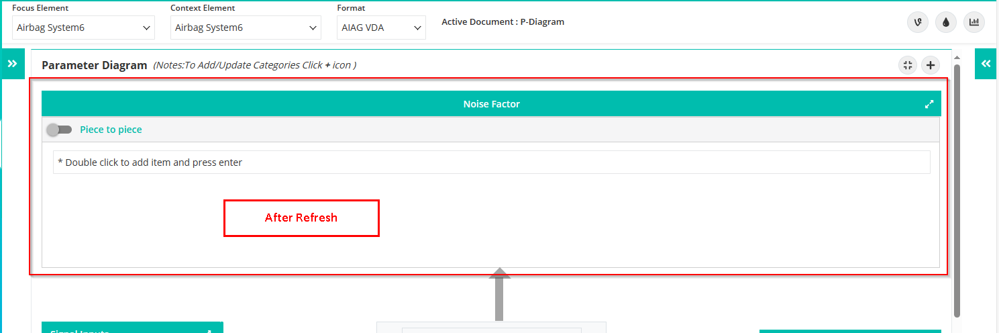 Focus Element
Context Element
Format
Airbag System6
Airbag System6
AIAG VDA
Active Document : P-Diagram
Parameter Diagram (Notes:To Add/Update Categories Click + icon )
Noise Factor
Piece to piece
* Double click to add item and press enter
After Refresh
Signal Inputs